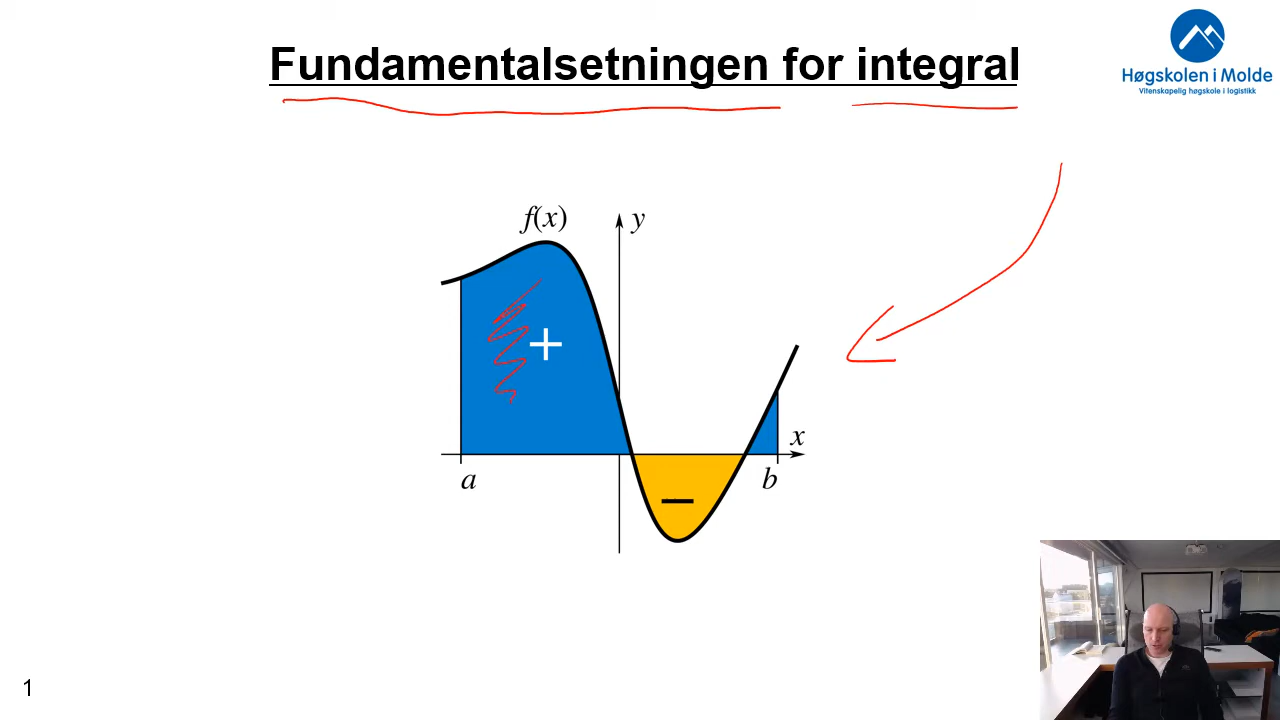 Fundamentalsetningen for integral
Høgskolen i Molde
Vitenskapelig høgskole i logistikk
f(x)
y
+
x
a
b
−
1